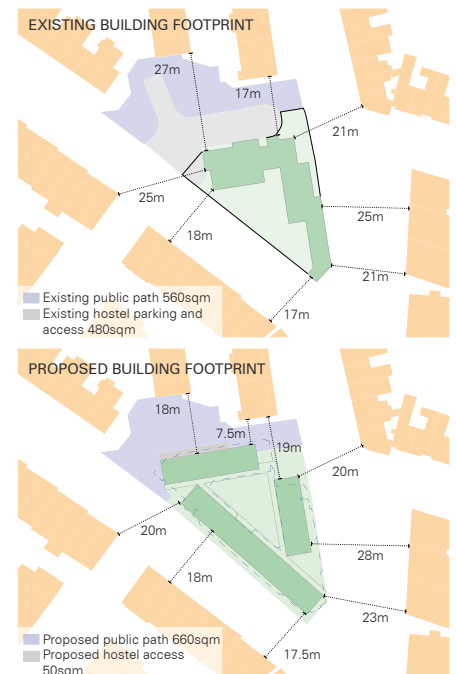 EXISTING BUILDING FOOTPRINT
27m
17m
21m
25m
25m
18m
21m
17m
Existing public path 560sqm
Existing hostel parking and
access 480sqm
PROPOSED BUILDING FOOTPRINT
18m
7.5m
19m
20m
20m
28m
18m
23m
17.5m
Proposed public path 660sqm
Proposed hostel access
50sqm